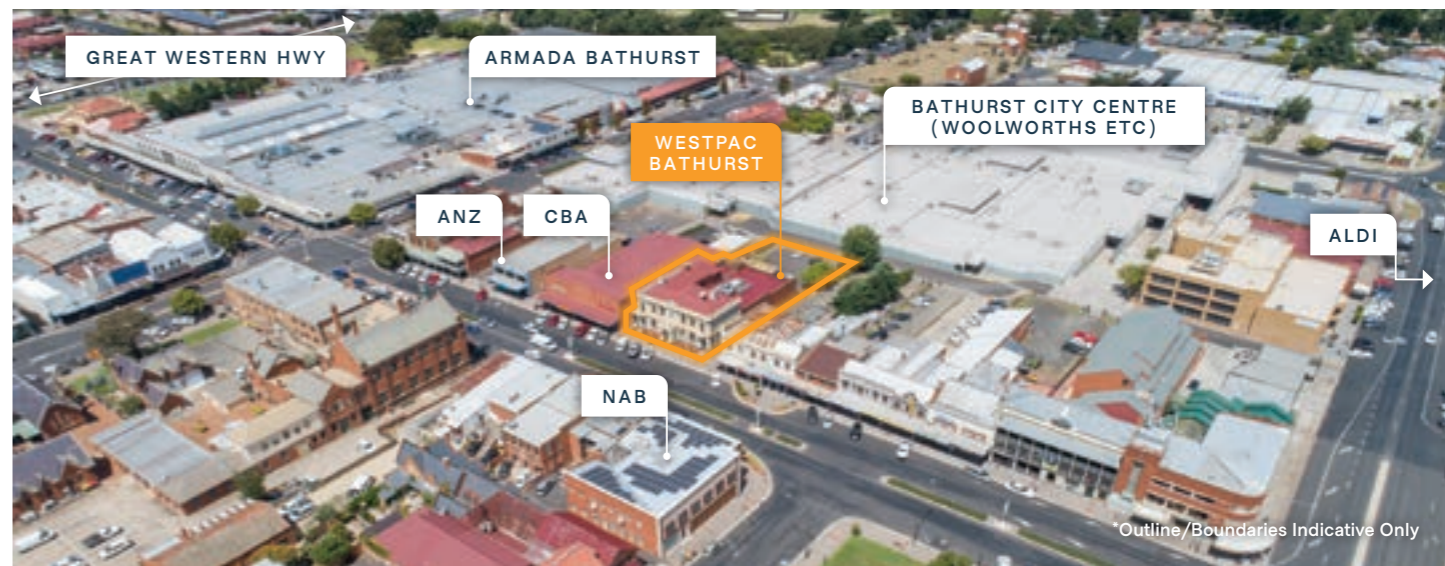 GREAT WESTERN HWY
ARMADA BATHURST
BATHURST CITY CENTRE
(WOOLWORTHS ETC)
WESTPAC
BATHURST
ANZ
CBA
ALDI
NAB
*Outline/Boundaries Indicative Only